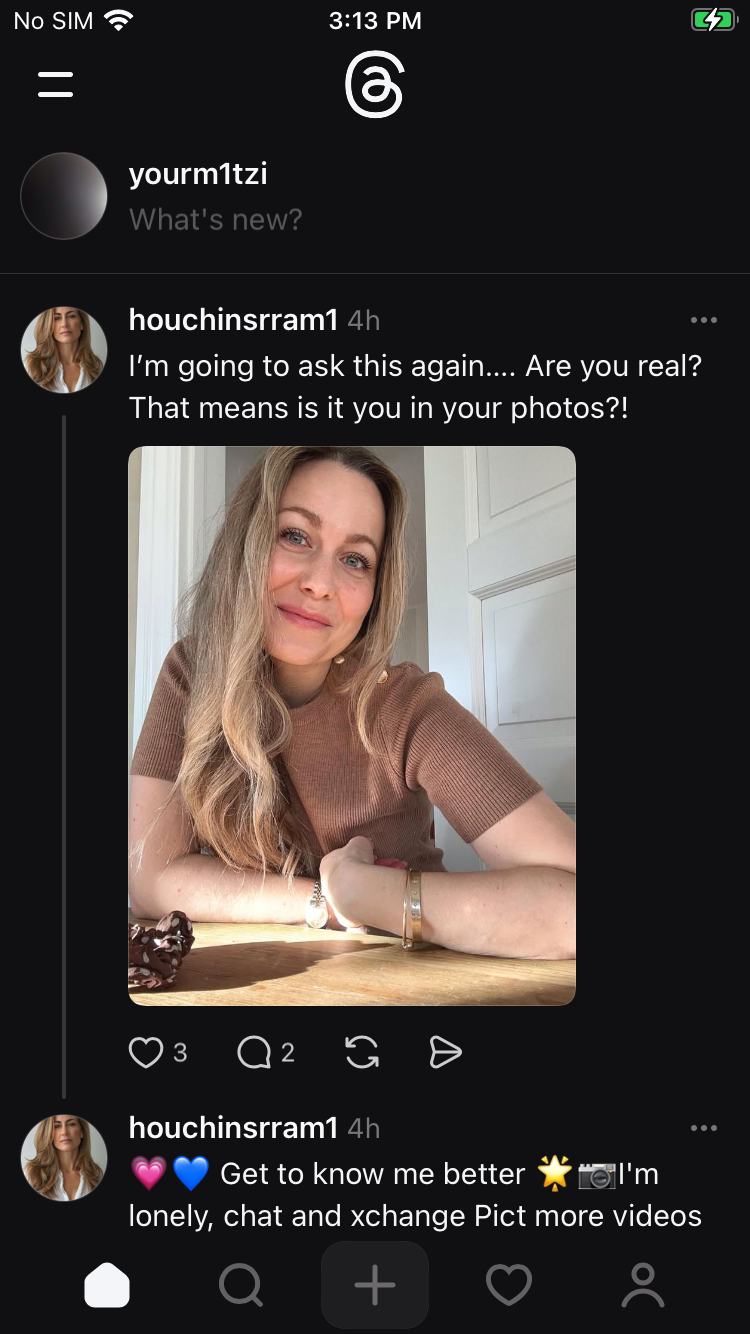 No SIM 3:13 PM
yourm1tzi
What's new?
houchinsrram1 4h
I’m going to ask this again.... Are you real?
That means is it you in your photos?!
3 2
houchinsrram1 4h
💗💙 Get to know me better 🌟📷I'm
lonely, chat and xchange Pict more videos